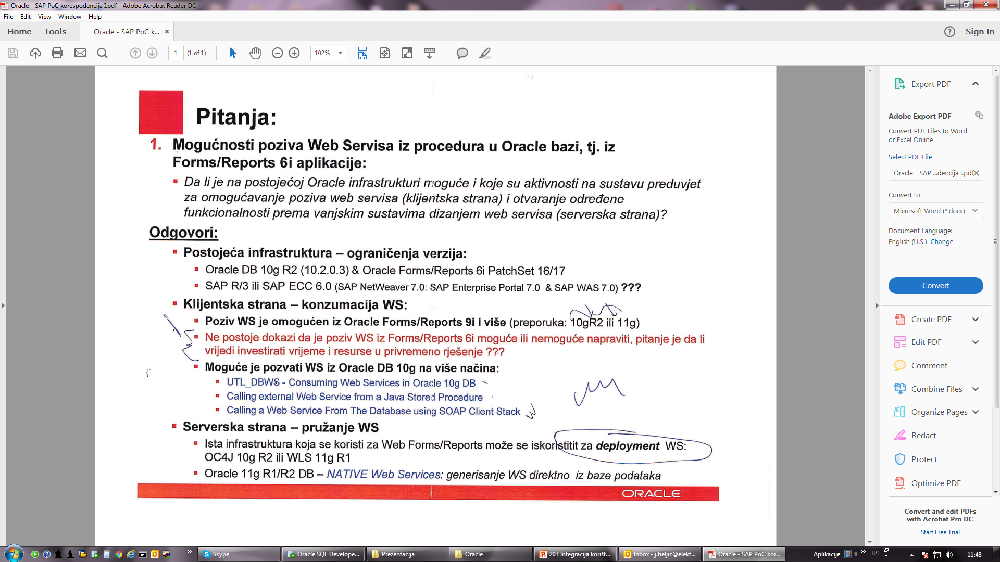 Oracle - SAP PoC korespodencija I.pdf - Adobe Acrobat Reader DC
File Edit View Window Help
Home Tools Oracle - SAP PoC k... × Sign In
1 (1 of 1) 102%
Pitanja:
1. Mogućnosti poziva Web Servisa iz procedura u Oracle bazi, tj. iz
Forms/Reports 6i aplikacije:
Da li je na postojećoj Oracle infrastrukturi moguće i koje su aktivnosti na sustavu preduvjet
za omogućavanje poziva web servisa (klijentska strana) i otvaranje određene
funkcionalnosti prema vanjskim sustavima dizanjem web servisa (serverska strana)?
Odgovori:
Postojeća infrastruktura – ograničenja verzija:
Oracle DB 10g R2 (10.2.0.3) & Oracle Forms/Reports 6i PatchSet 16/17
SAP R/3 ili SAP ECC 6.0 (SAP NetWeaver 7.0: SAP Enterprise Portal 7.0 & SAP WAS 7.0) ???
Klijentska strana – konzumacija WS:
Poziv WS je omogućen iz Oracle Forms/Reports 9i i više (preporuka: 10gR2 ili 11g)
Ne postoje dokazi da je poziv WS iz Forms/Reports 6i moguće ili nemoguće napraviti, pitanje je da li
vrijedi investirati vrijeme i resurse u privremeno rješenje ???
Moguće je pozvati WS iz Oracle DB 10g na više načina:
UTL_DBWS - Consuming Web Services in Oracle 10g DB
Calling external Web Service from a Java Stored Procedure
Calling a Web Service From The Database using SOAP Client Stack
Serverska strana – pružanje WS
Ista infrastruktura koja se koristi za Web Forms/Reports može se iskoristitit za deployment WS:
OC4J 10g R2 ili WLS 11g R1
Oracle 11g R1/R2 DB – NATIVE Web Services: generisanje WS direktno iz baze podataka
ORACLE
Export PDF
Adobe Export PDF
Convert PDF Files to Word
or Excel Online
Select PDF File
Oracle - SAP ...dencija I.pdf
Convert to
Microsoft Word (*.docx)
Document Language:
English (U.S.) Change
Convert
Create PDF
Edit PDF
Comment
Combine Files
Organize Pages
Redact
Protect
Optimize PDF
Convert and edit PDFs
with Acrobat Pro DC
Start Free Trial
Skype Oracle SQL Develope... Prezentacija Oracle 203 Integracija korišt... Inbox - j.heljic@elekt... Oracle - SAP PoC kor... Aplikacije B » BS 11:48